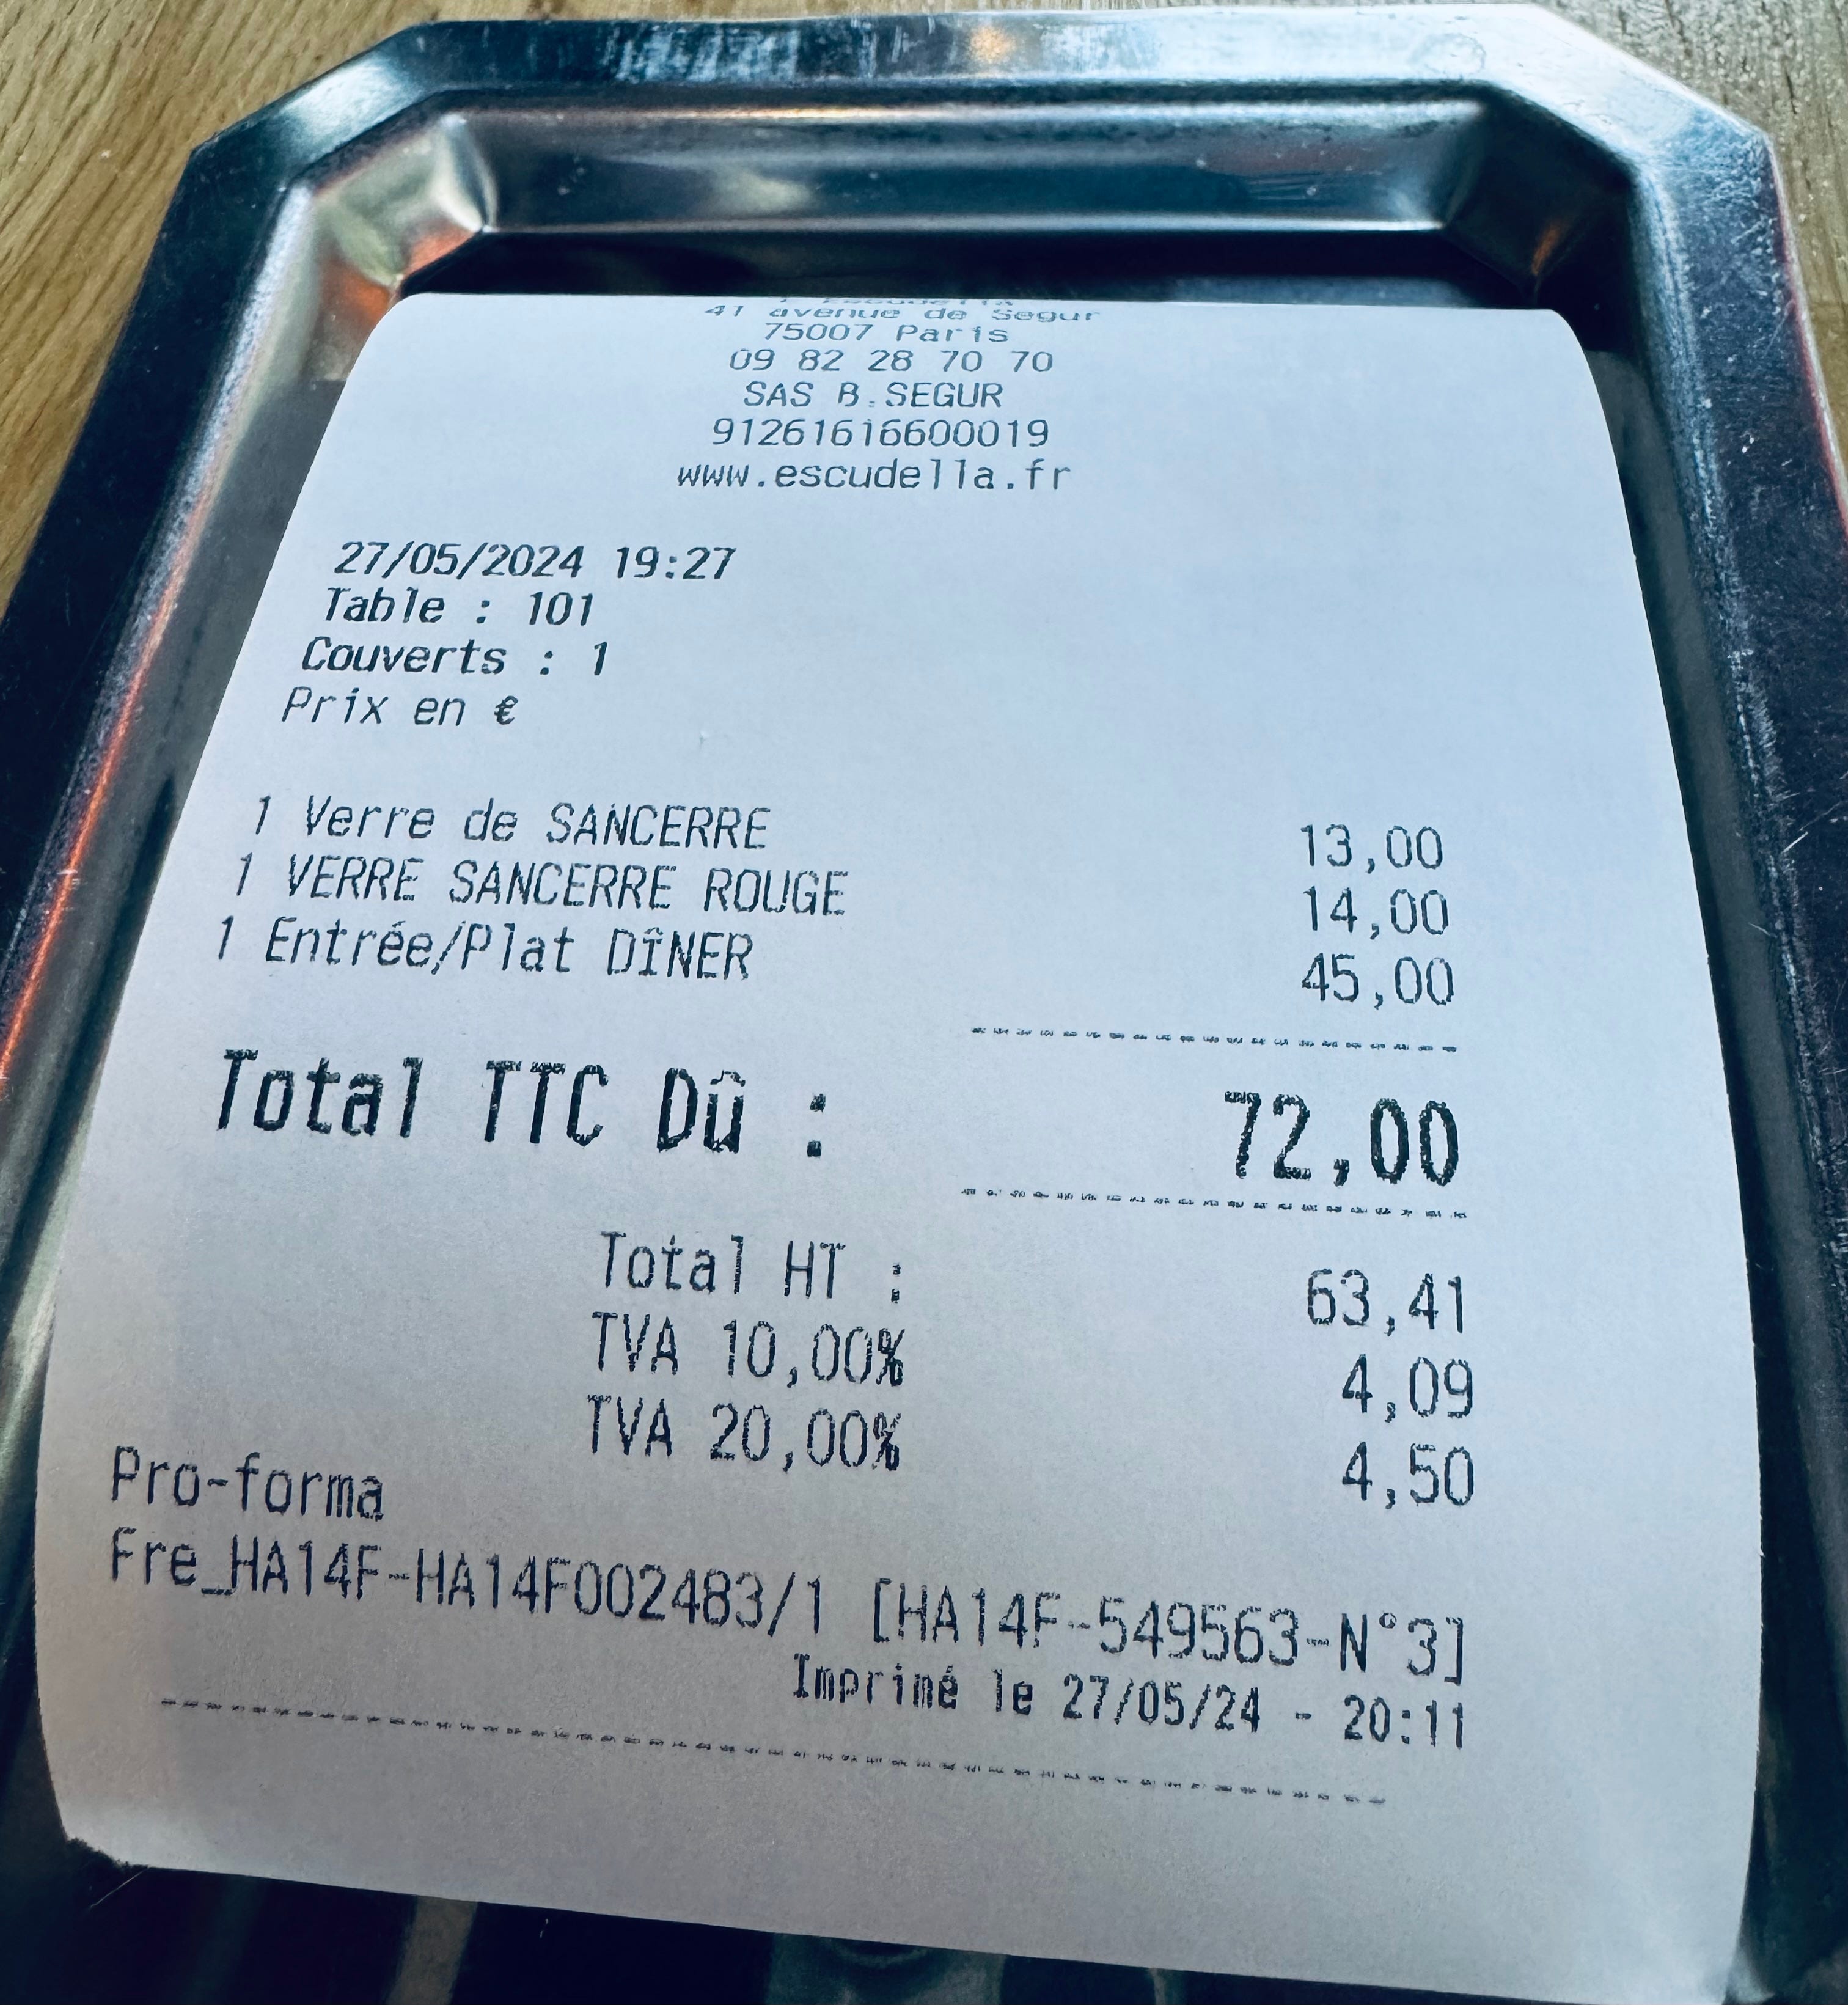 Escudella
41 avenue de Segur
75007 Paris
09 82 28 70 70
SAS B.SEGUR
91261616600019
www.escudella.fr
27/05/2024 19:27
Table : 101
Couverts : 1
Prix en €
1 Verre de SANCERRE 13,00
1 VERRE SANCERRE ROUGE 14,00
1 Entrée/Plat DÎNER 45,00
Total TTC Dû : 72,00
Total HT : 63,41
TVA 10,00% 4,09
TVA 20,00% 4,50
Pro-forma
Fre_HA14F-HA14F002483/1 [HA14F-549563-N°3]
Imprimé le 27/05/24 - 20:11